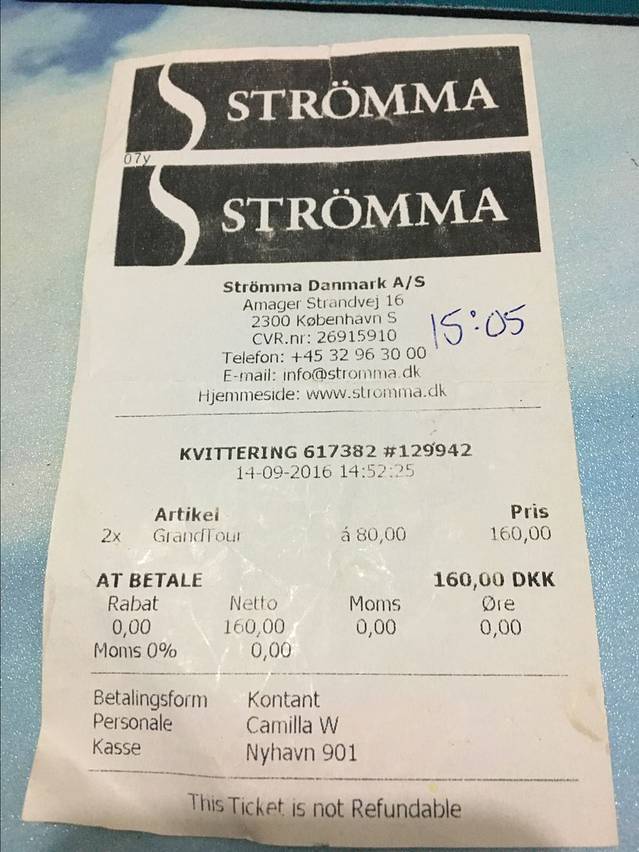 STRÖMMA
07y
STRÖMMA
Strömma Danmark A/S
Amager Strandvej 16
2300 København S
CVR.nr: 26915910
15:05
Telefon: +45 32 96 30 00
E-mail: info@stromma.dk
Hjemmeside: www.stromma.dk
KVITTERING 617382 #129942
14-09-2016 14:52:25
Artikel Pris
2x GrandTour á 80,00 160,00
AT BETALE 160,00 DKK
Rabat Netto Moms Øre
0,00 160,00 0,00 0,00
Moms 0% 0,00
Betalingsform Kontant
Personale Camilla W
Kasse Nyhavn 901
This Ticket is not Refundable